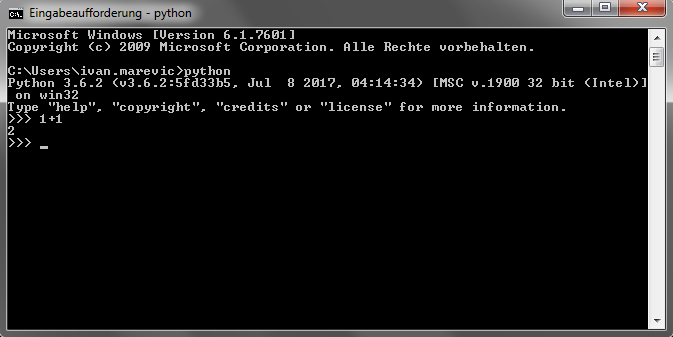 Eingabeaufforderung - python
Microsoft Windows [Version 6.1.7601]
Copyright (c) 2009 Microsoft Corporation. Alle Rechte vorbehalten.
C:\Users\ivan.marevic>python
Python 3.6.2 (v3.6.2:5fd33b5, Jul  8 2017, 04:14:34) [MSC v.1900 32 bit (Intel)]
 on win32
Type "help", "copyright", "credits" or "license" for more information.
>>> 1+1
2
>>> _